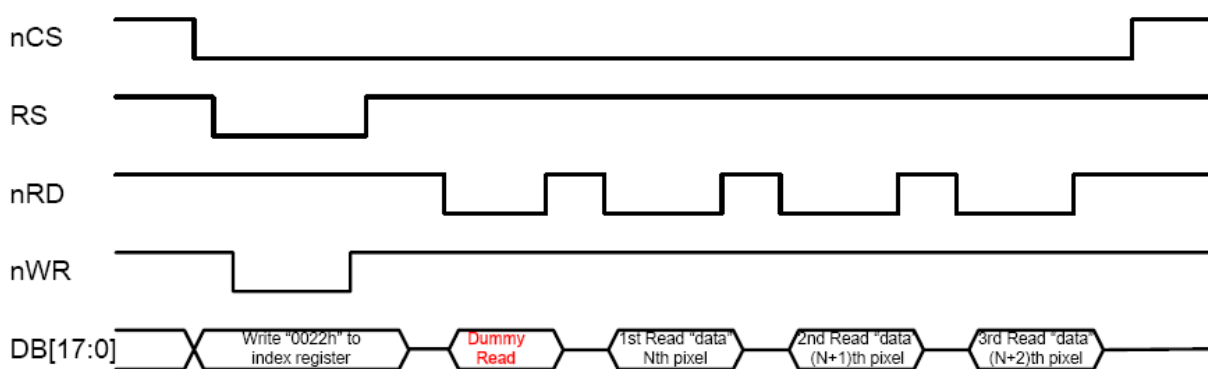 nCS
RS
nRD
nWR
DB[17:0]
Write "0022h" to
index register
Dummy
Read
1st Read "data"
Nth pixel
2nd Read "data
(N+1)th pixel
3rd Read "data"
(N+2)th pixel